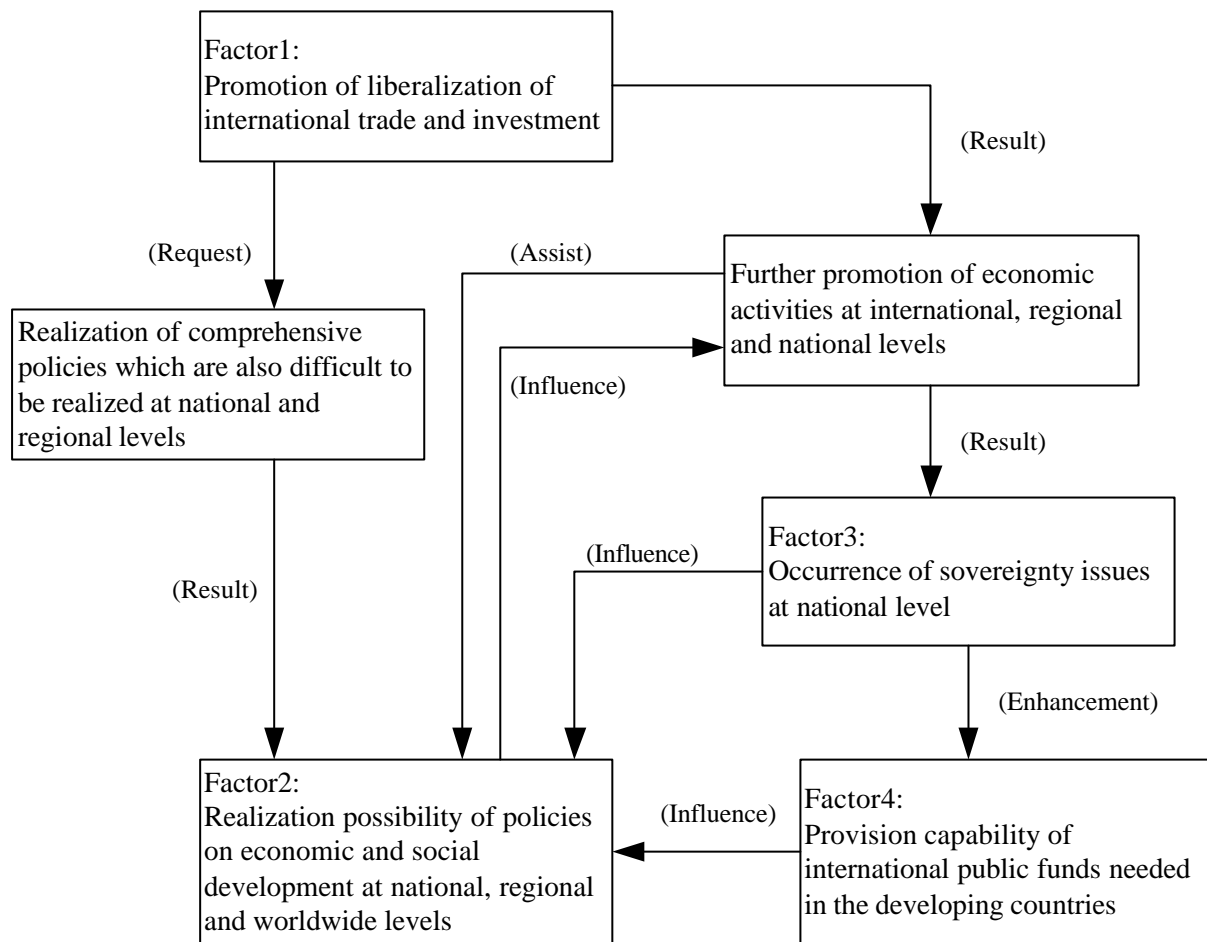 Factor1:
Promotion of liberalization of
international trade and investment
(Result)
(Request)
(Assist)
Further promotion of economic
activities at international, regional
and national levels
Realization of comprehensive
policies which are also difficult to
be realized at national and
regional levels
(Influence)
(Result)
Factor3:
Occurrence of sovereignty issues
at national level
(Influence)
(Result)
(Enhancement)
Factor2:
Realization possibility of policies
on economic and social
development at national, regional
and worldwide levels
(Influence)
Factor4:
Provision capability of
international public funds needed
in the developing countries